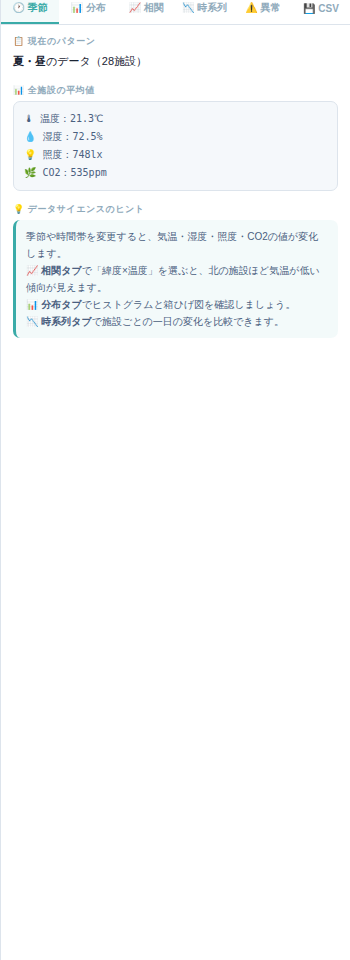 🕐 季節 📊 分布 📈 相関 📉 時系列 ⚠️ 異常 💾 CSV
📋 現在のパターン
夏・昼のデータ（28施設）
📊 全施設の平均値
🌡 温度：21.3℃
💧 湿度：72.5%
💡 照度：748lx
🌿 CO2：535ppm
💡 データサイエンスのヒント
季節や時間帯を変更すると、気温・湿度・照度・CO2の値が変化
します。
📈 相関タブで「緯度×温度」を選ぶと、北の施設ほど気温が低い
傾向が見えます。
📊 分布タブでヒストグラムと箱ひげ図を確認しましょう。
📉 時系列タブで施設ごとの一日の変化を比較できます。